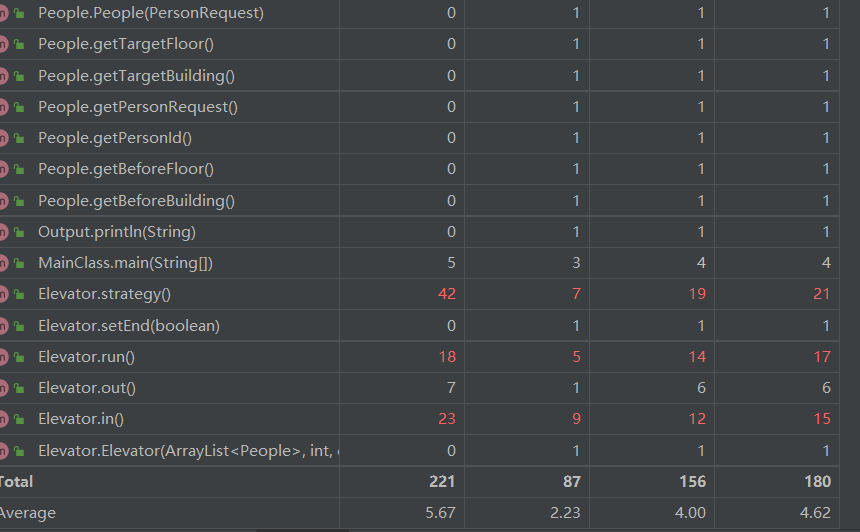 People.People(PersonRequest) 0 1 1 1
People.getTargetFloor() 0 1 1 1
People.getTargetBuilding() 0 1 1 1
People.getPersonRequest() 0 1 1 1
People.getPersonId() 0 1 1 1
People.getBeforeFloor() 0 1 1 1
People.getBeforeBuilding() 0 1 1 1
Output.println(String) 0 1 1 1
MainClass.main(String[]) 5 3 4 4
Elevator.strategy() 42 7 19 21
Elevator.setEnd(boolean) 0 1 1 1
Elevator.run() 18 5 14 17
Elevator.out() 7 1 6 6
Elevator.in() 23 9 12 15
Elevator.Elevator(ArrayList<People>, int, 0 1 1 1
Total 221 87 156 180
Average 5.67 2.23 4.00 4.62